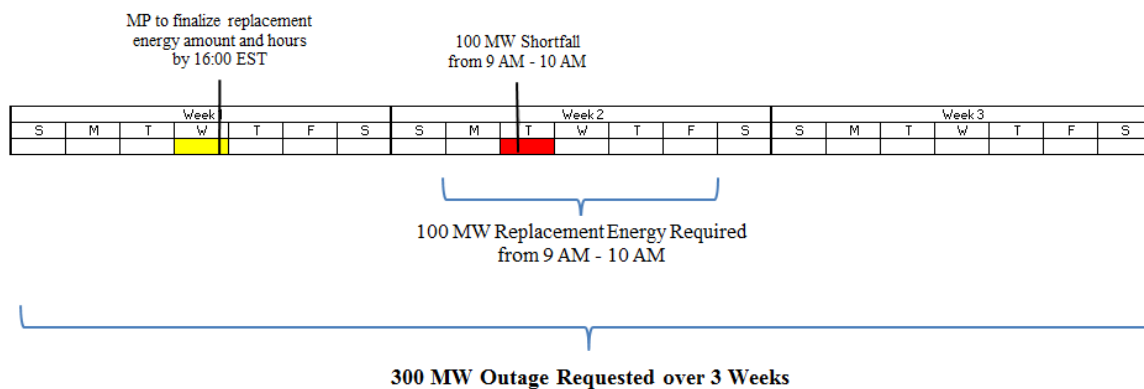 MP to finalize replacement
energy amount and hours
by 16:00 EST
100 MW Shortfall
from 9 AM - 10 AM
Week 1 Week 2 Week 3
S M T W T F S S M T W T F S S M T W T F S
100 MW Replacement Energy Required
from 9 AM - 10 AM
300 MW Outage Requested over 3 Weeks